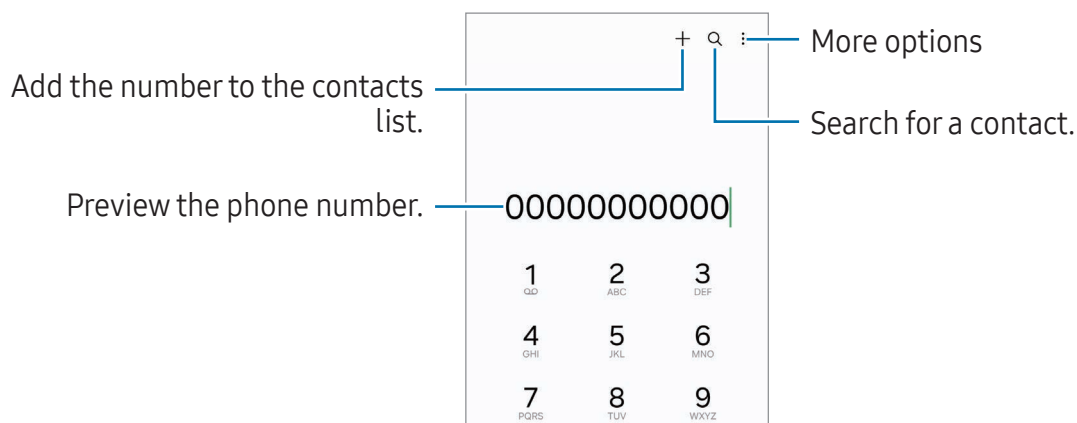 More options
Add the number to the contacts
list.
Search for a contact.
Preview the phone number.
00000000000
1 2 3
ABC DEF
4 5 6
GHI JKL MNO
7 8 9
PQRS TUV WXYZ